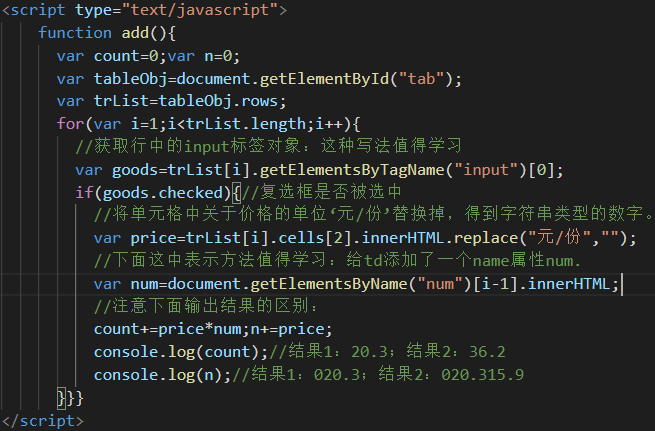 <script type="text/javascript">
function add(){
var count=0;var n=0;
var tableObj=document.getElementById("tab");
var trList=tableObj.rows;
for(var i=1;i<trList.length;i++){
//获取行中的input标签对象：这种写法值得学习
var goods=trList[i].getElementsByTagName("input")[0];
if(goods.checked){//复选框是否被选中
//将单元格中关于价格的单位‘元/份’替换掉，得到字符串类型的数字。
var price=trList[i].cells[2].innerHTML.replace("元/份","");
//下面这中表示方法值得学习：给td添加了一个name属性num.
var num=document.getElementsByName("num")[i-1].innerHTML;
//注意下面输出结果的区别：
count+=price*num;n+=price;
console.log(count);//结果1：20.3；结果2：36.2
console.log(n);//结果1：020.3；结果2：020.315.9
}}}
</script>